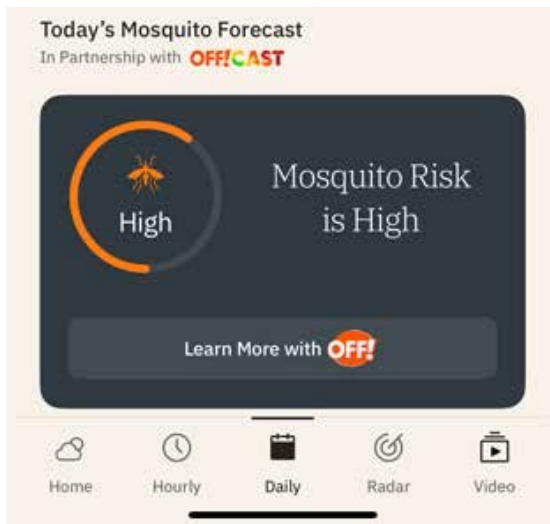 Today's Mosquito Forecast
In Partnership with OFF!CAST
High
Mosquito Risk
is High
Learn More with OFF!
Home
Hourly
Daily
Radar
Video